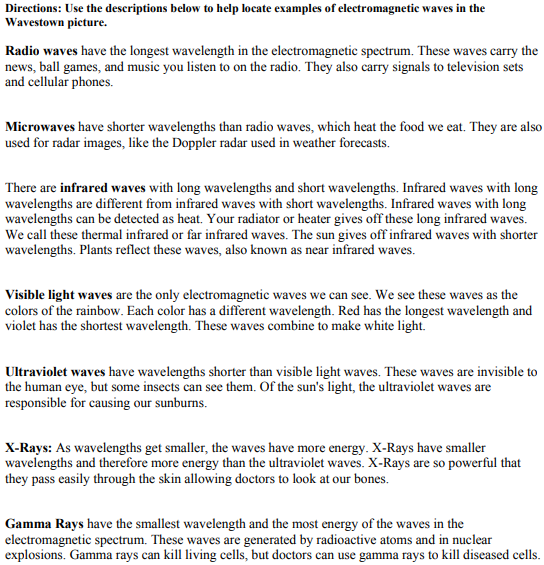 Directions: Use the descriptions below to help locate examples of electromagnetic waves in the
Wavestown picture.
Radio waves have the longest wavelength in the electromagnetic spectrum. These waves carry the
news, ball games, and music you listen to on the radio. They also carry signals to television sets
and cellular phones.
Microwaves have shorter wavelengths than radio waves, which heat the food we eat. They are also
used for radar images, like the Doppler radar used in weather forecasts.
There are infrared waves with long wavelengths and short wavelengths. Infrared waves with long
wavelengths are different from infrared waves with short wavelengths. Infrared waves with long
wavelengths can be detected as heat. Your radiator or heater gives off these long infrared waves.
We call these thermal infrared or far infrared waves. The sun gives off infrared waves with shorter
wavelengths. Plants reflect these waves, also known as near infrared waves.
Visible light waves are the only electromagnetic waves we can see. We see these waves as the
colors of the rainbow. Each color has a different wavelength. Red has the longest wavelength and
violet has the shortest wavelength. These waves combine to make white light.
Ultraviolet waves have wavelengths shorter than visible light waves. These waves are invisible to
the human eye, but some insects can see them. Of the sun's light, the ultraviolet waves are
responsible for causing our sunburns.
X-Rays: As wavelengths get smaller, the waves have more energy. X-Rays have smaller
wavelengths and therefore more energy than the ultraviolet waves. X-Rays are so powerful that
they pass easily through the skin allowing doctors to look at our bones.
Gamma Rays have the smallest wavelength and the most energy of the waves in the
electromagnetic spectrum. These waves are generated by radioactive atoms and in nuclear
explosions. Gamma rays can kill living cells, but doctors can use gamma rays to kill diseased cells.